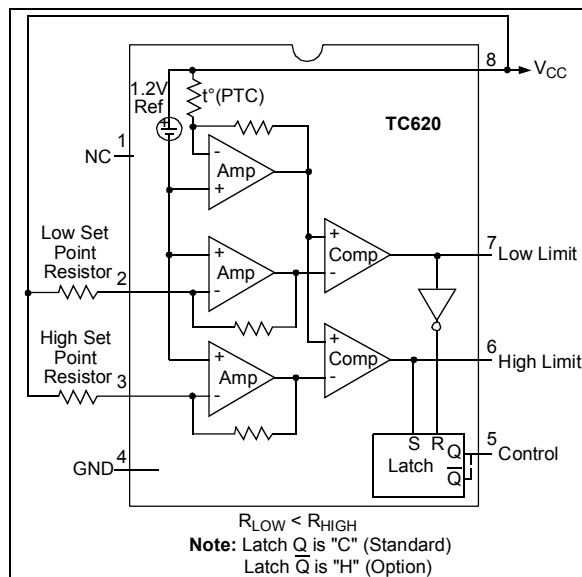 8
V_CC
1.2V
Ref
t°(PTC)
TC620
1
NC
-
Amp
+
Low Set
Point
Resistor
2
+
Amp
-
+
Comp
-
7
Low Limit
High Set
Point
Resistor
3
+
Amp
-
+
Comp
-
6
High Limit
4
GND
S R
Q
Latch
Q̅
5
Control
R_LOW < R_HIGH
Note: Latch Q is "C" (Standard)
Latch Q̅ is "H" (Option)